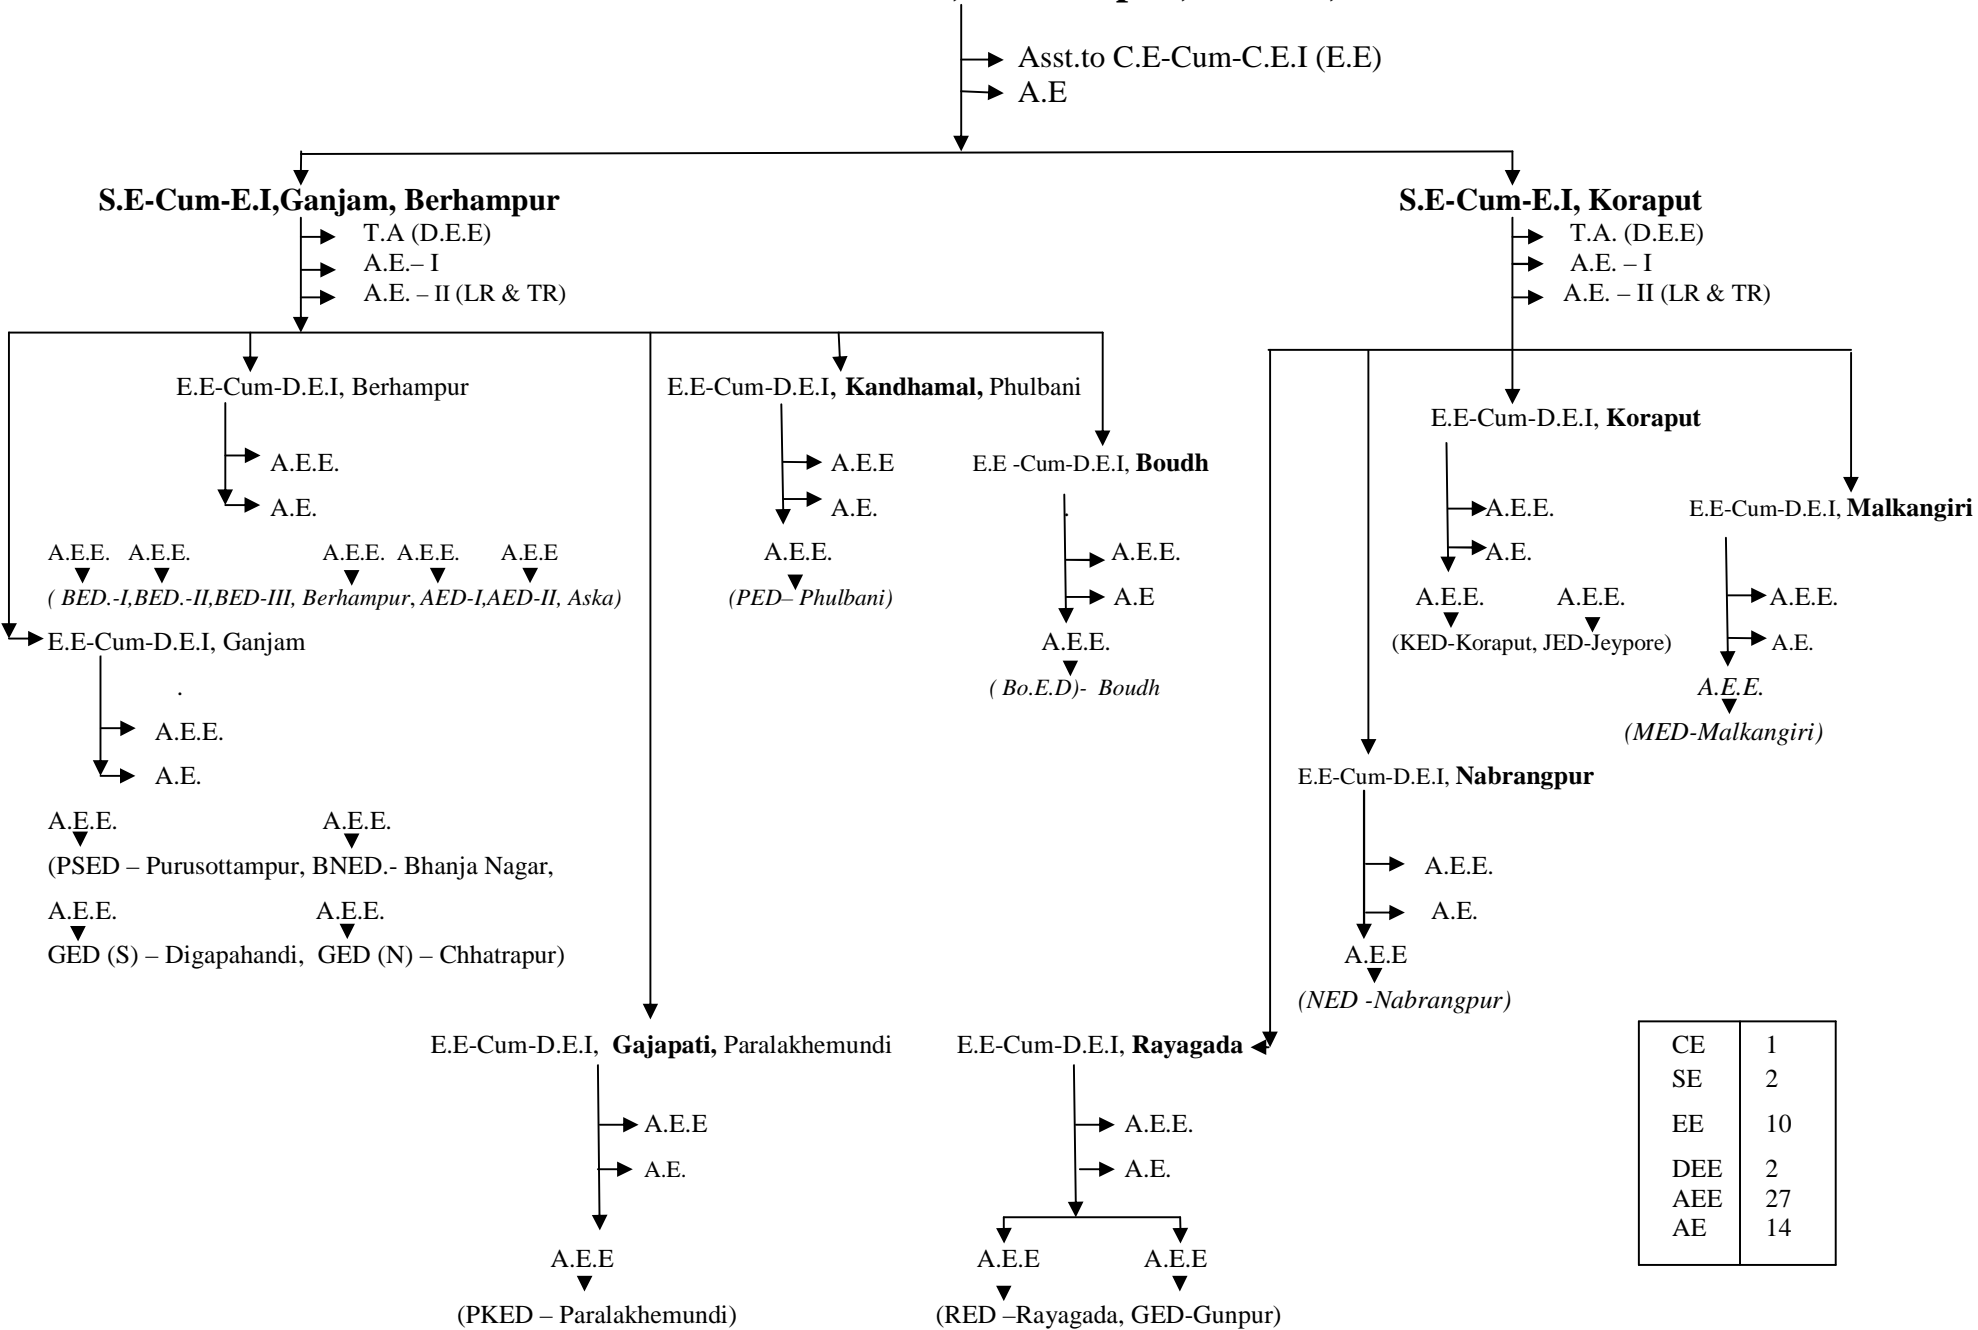 Asst.to C.E-Cum-C.E.I (E.E)
A.E
S.E-Cum-E.I,Ganjam, Berhampur
T.A (D.E.E)
A.E.– I
A.E. – II (LR & TR)
S.E-Cum-E.I, Koraput
T.A. (D.E.E)
A.E. – I
A.E. – II (LR & TR)
E.E-Cum-D.E.I, Berhampur
A.E.E.
A.E.
A.E.E. A.E.E. A.E.E. A.E.E. A.E.E
( BED.-I,BED.-II,BED-III, Berhampur, AED-I,AED-II, Aska)
E.E-Cum-D.E.I, Ganjam
.
A.E.E.
A.E.
A.E.E. A.E.E.
(PSED – Purusottampur, BNED.- Bhanja Nagar,
A.E.E. A.E.E.
GED (S) – Digapahandi, GED (N) – Chhatrapur)
E.E-Cum-D.E.I, Kandhamal, Phulbani
A.E.E
A.E.
A.E.E.
(PED– Phulbani)
E.E -Cum-D.E.I, Boudh
.
A.E.E.
A.E
A.E.E.
( Bo.E.D)- Boudh
E.E-Cum-D.E.I, Gajapati, Paralakhemundi
A.E.E
A.E.
A.E.E
(PKED – Paralakhemundi)
E.E-Cum-D.E.I, Koraput
A.E.E.
A.E.
A.E.E. A.E.E.
(KED-Koraput, JED-Jeypore)
E.E-Cum-D.E.I, Malkangiri
A.E.E.
A.E.
A.E.E.
(MED-Malkangiri)
E.E-Cum-D.E.I, Nabrangpur
A.E.E.
A.E.
A.E.E
(NED -Nabrangpur)
E.E-Cum-D.E.I, Rayagada
A.E.E.
A.E.
A.E.E A.E.E
(RED –Rayagada, GED-Gunpur)
CE 1
SE 2
EE 10
DEE 2
AEE 27
AE 14